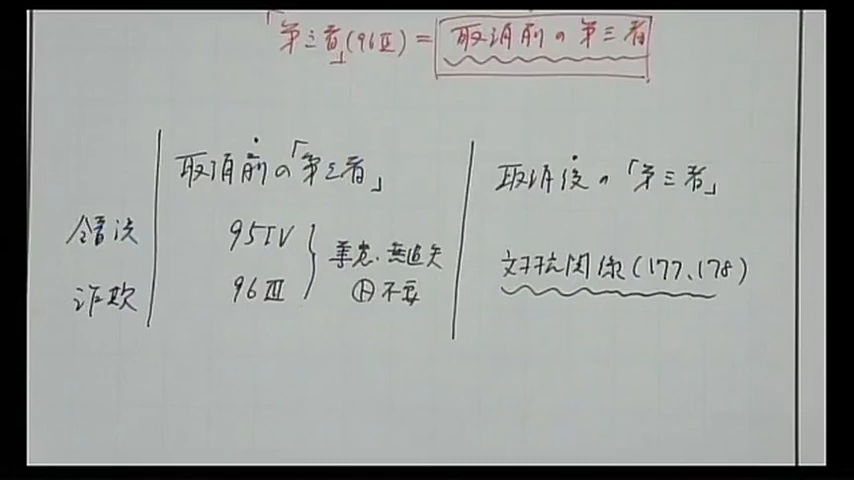 「第三者」(96Ⅲ) = 取消前の第三者
取消前の「第三者」
取消後の「第三者」
錯誤
95Ⅳ
善意・無過失
対抗関係(177、178)
詐欺
96Ⅲ
登不要